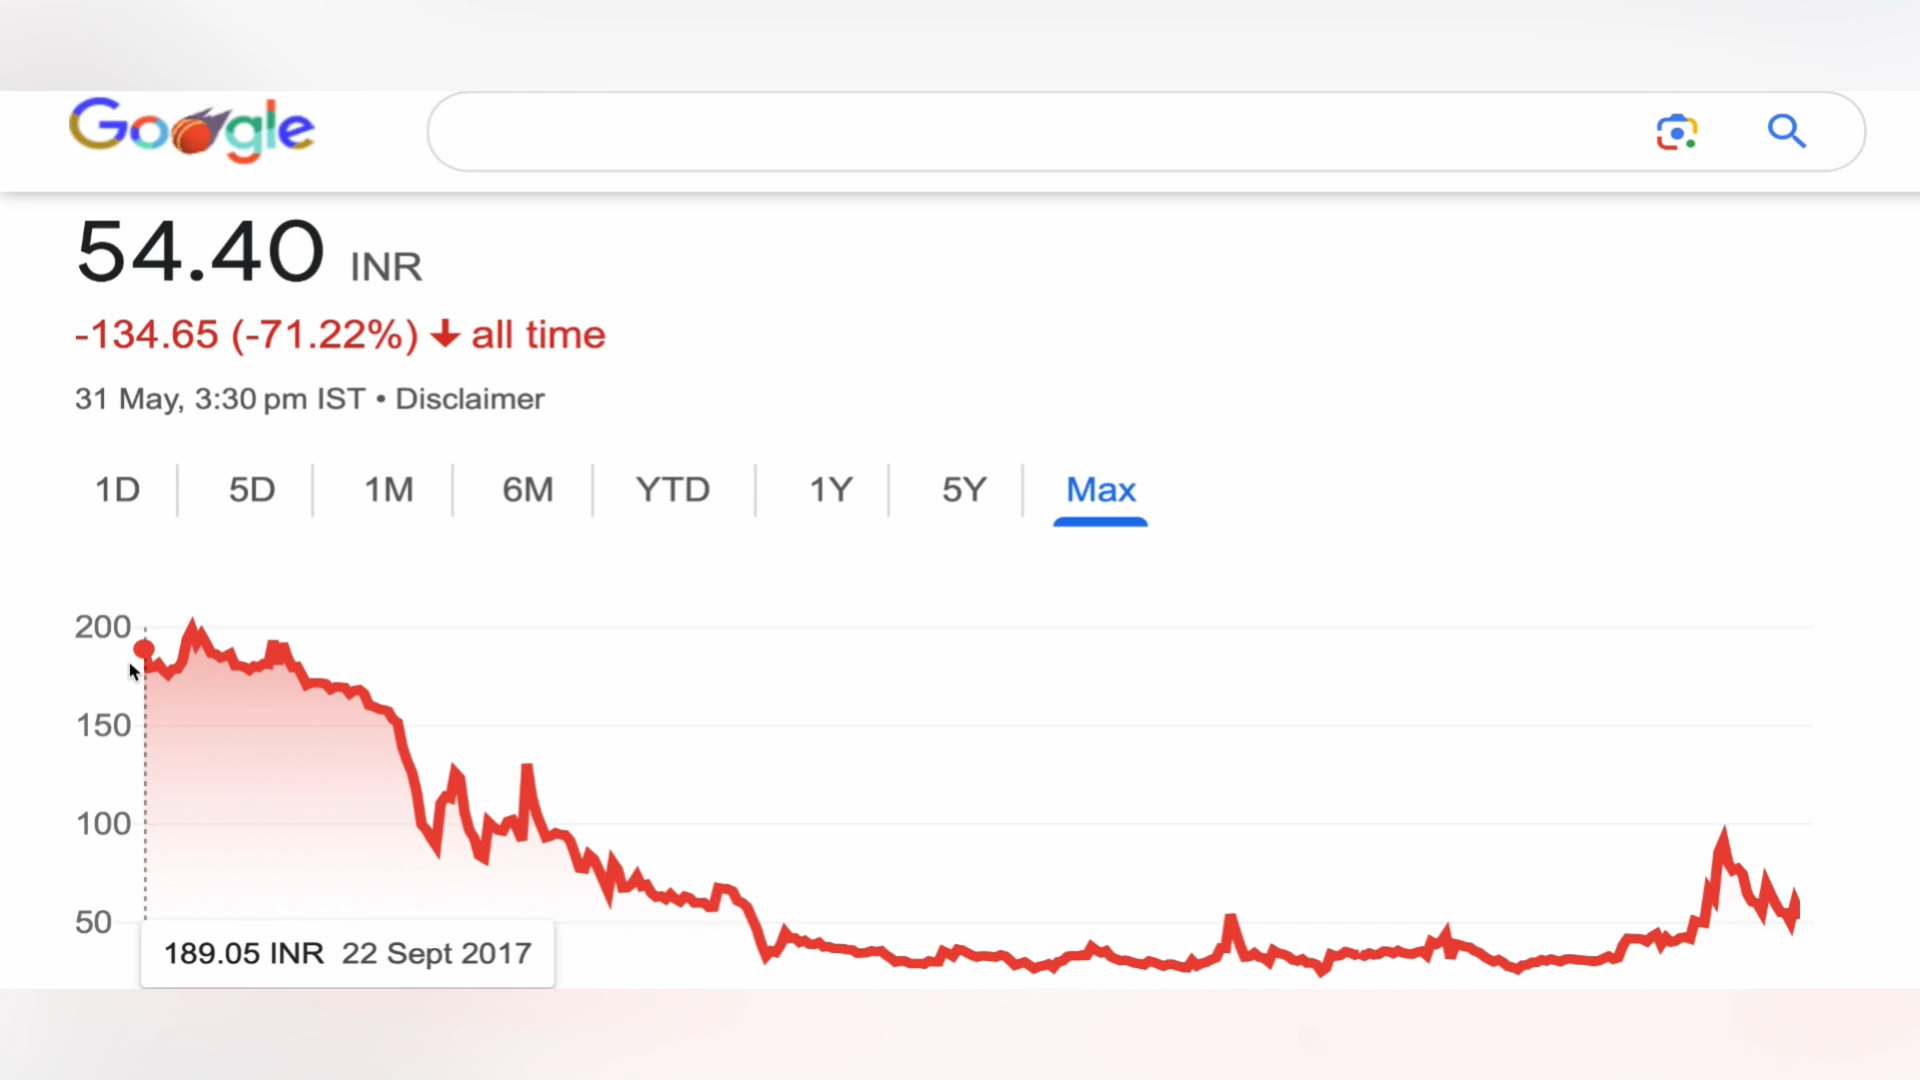 Google
54.40 INR
-134.65 (-71.22%) ↓ all time
31 May, 3:30 pm IST • Disclaimer
1D 5D 1M 6M YTD 1Y 5Y Max
200
150
100
50
189.05 INR 22 Sept 2017